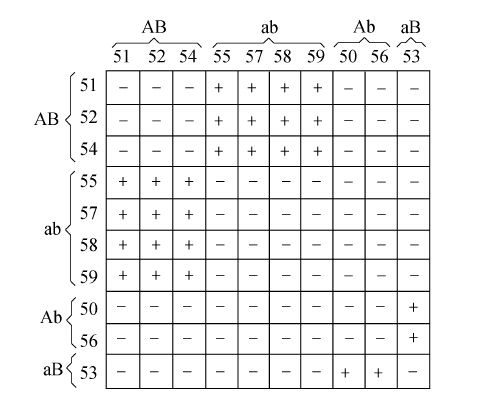 AB ab Ab aB
51 52 54 55 57 58 59 50 56 53
51 − − − + + + + − − −
AB 52 − − − + + + + − − −
54 − − − + + + + − − −
55 + + + − − − − − − −
57 + + + − − − − − − −
ab 58 + + + − − − − − − −
59 + + + − − − − − − −
Ab 50 − − − − − − − − − +
56 − − − − − − − − − +
aB 53 − − − − − − − + + −